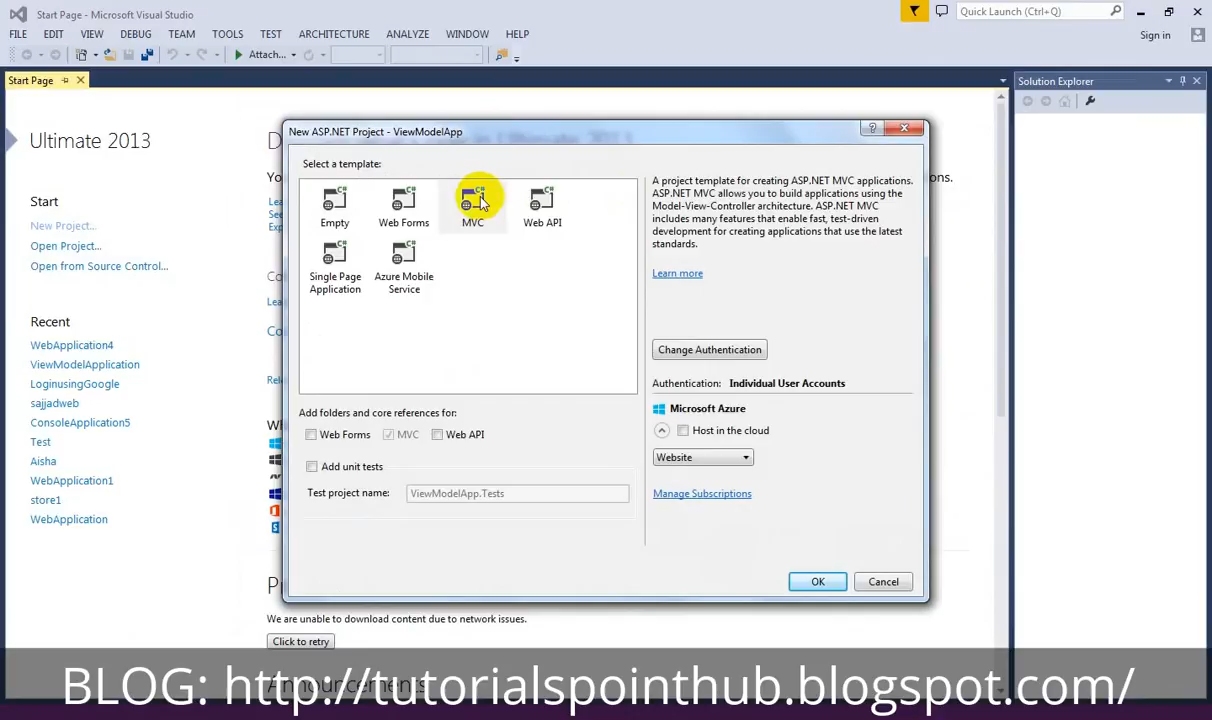 Start Page - Microsoft Visual Studio
Quick Launch (Ctrl+Q)
FILE EDIT VIEW DEBUG TEAM TOOLS TEST ARCHITECTURE ANALYZE WINDOW HELP
Sign in
Attach...
Start Page
Solution Explorer
Ultimate 2013
Start
New Project...
Open Project...
Open from Source Control...
Recent
WebApplication4
ViewModelApplication
LoginusingGoogle
sajjadweb
ConsoleApplication5
Test
Aisha
WebApplication1
store1
WebApplication
New ASP.NET Project - ViewModelApp
Select a template:
Empty
Web Forms
MVC
Web API
Single Page
Application
Azure Mobile
Service
A project template for creating ASP.NET MVC applications.
ASP.NET MVC allows you to build applications using the
Model-View-Controller architecture. ASP.NET MVC
includes many features that enable fast, test-driven
development for creating applications that use the latest
standards.
Learn more
Change Authentication
Authentication: Individual User Accounts
Microsoft Azure
Host in the cloud
Website
Manage Subscriptions
Add folders and core references for:
Web Forms MVC Web API
Add unit tests
Test project name: ViewModelApp.Tests
OK Cancel
We are unable to download content due to network issues.
Click to retry
Announcements
BLOG: http://tutorialspointhub.blogspot.com/